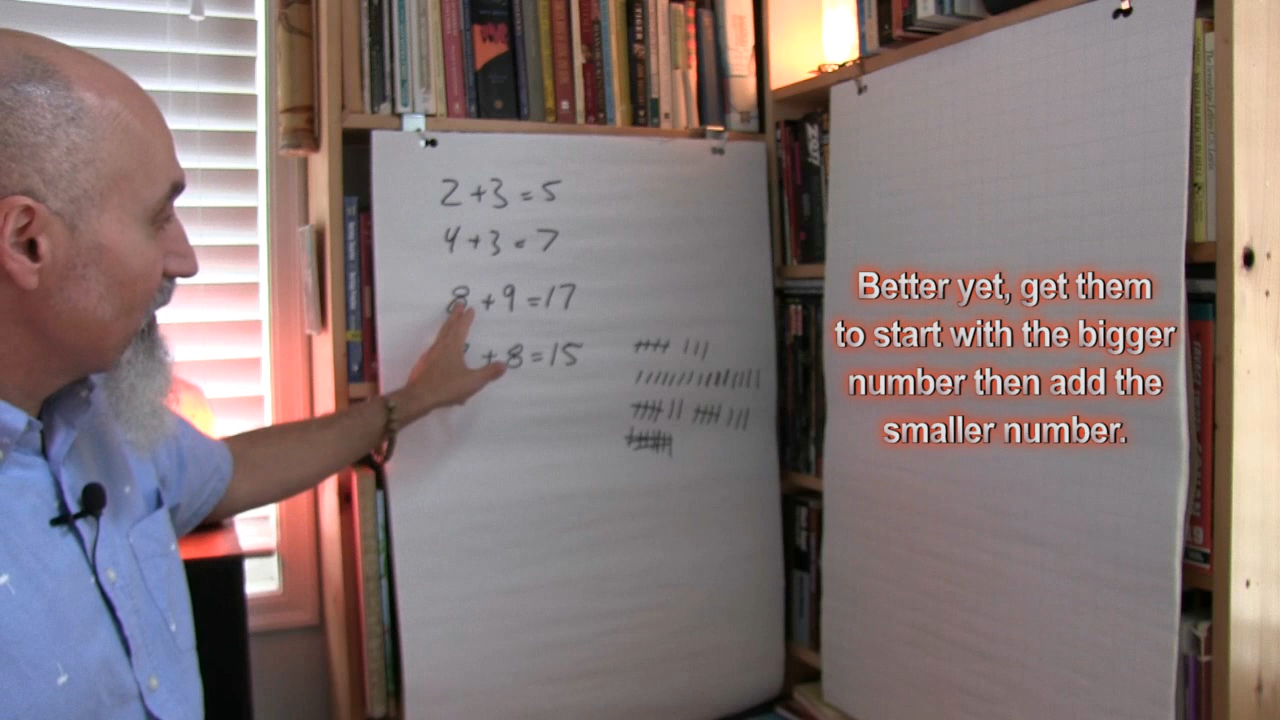 2+3=5
4+3=7
8+9=17
+8=15
Better yet, get them
to start with the bigger
number then add the
smaller number.